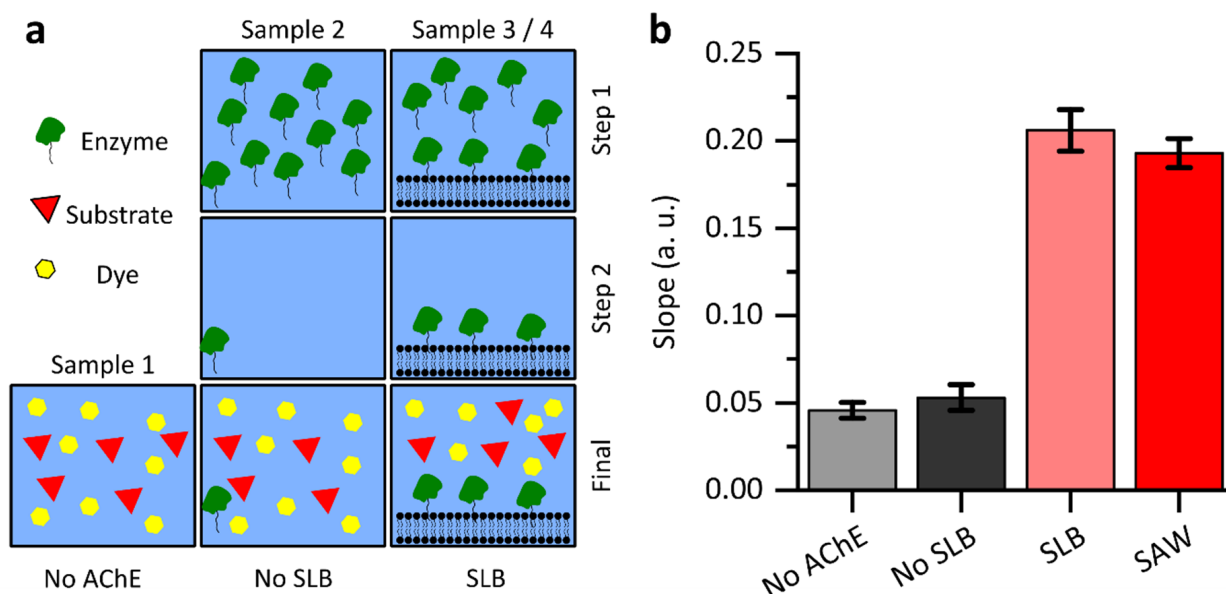 a
Sample 2
Sample 3 / 4
Enzyme
Substrate
Dye
Step 1
Step 2
Sample 1
Final
No AChE
No SLB
SLB
b
Slope (a. u.)
0.25
0.20
0.15
0.10
0.05
0.00
No AChE
No SLB
SLB
SAW